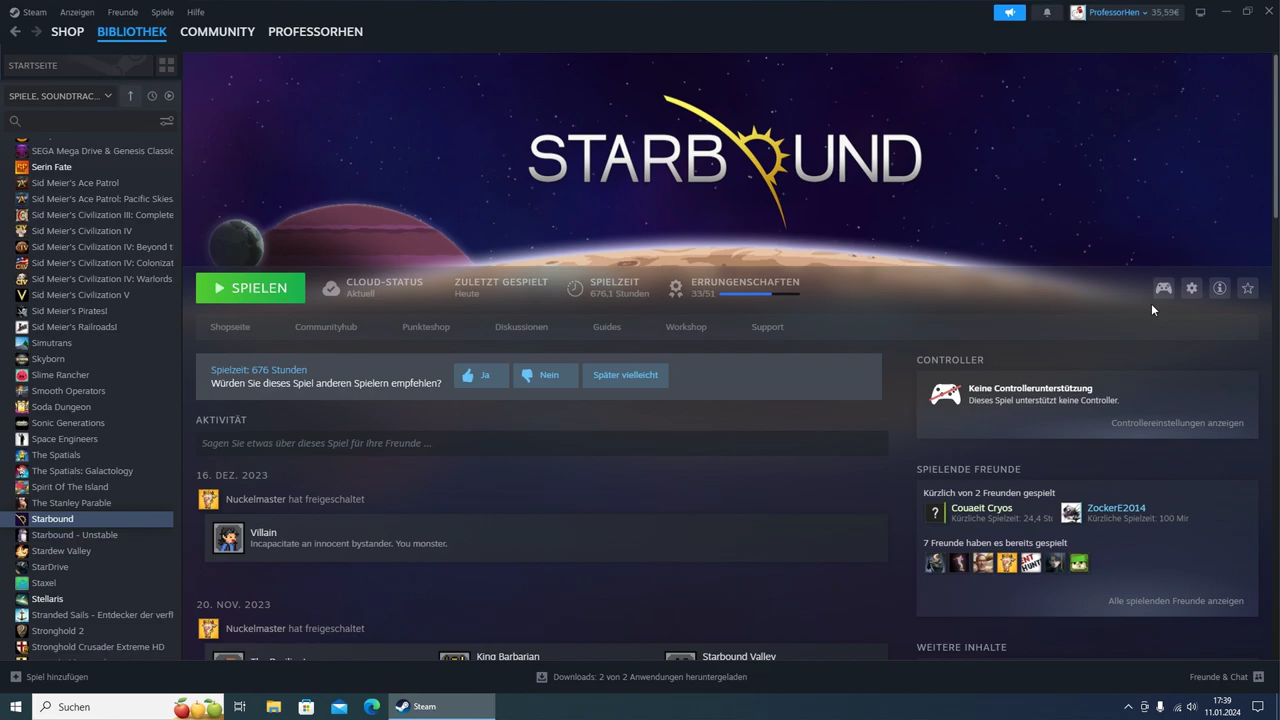 Steam Anzeigen Freunde Spiele Hilfe
ProfessorHen 35,59€
SHOP BIBLIOTHEK COMMUNITY PROFESSORHEN
STARTSEITE
SPIELE, SOUNDTRAC...
SEGA Mega Drive & Genesis Classic
Serin Fate
Sid Meier's Ace Patrol
Sid Meier's Ace Patrol: Pacific Skies
Sid Meier's Civilization III: Complete
Sid Meier's Civilization IV
Sid Meier's Civilization IV: Beyond t
Sid Meier's Civilization IV: Colonizat
Sid Meier's Civilization IV: Warlords
Sid Meier's Civilization V
Sid Meier's Pirates!
Sid Meier's Railroads!
Simutrans
Skyborn
Slime Rancher
Smooth Operators
Soda Dungeon
Sonic Generations
Space Engineers
The Spatials
The Spatials: Galactology
Spirit Of The Island
The Stanley Parable
Starbound
Starbound - Unstable
Stardew Valley
StarDrive
Staxel
Stellaris
Stranded Sails - Entdecker der verfl
Stronghold 2
Stronghold Crusader Extreme HD
STARBOUND
SPIELEN
CLOUD-STATUS
Aktuell
ZULETZT GESPIELT
Heute
SPIELZEIT
676,1 Stunden
ERRUNGENSCHAFTEN
33/51
Shopseite Communityhub Punkteshop Diskussionen Guides Workshop Support
Spielzeit: 676 Stunden
Würden Sie dieses Spiel anderen Spielern empfehlen?
Ja Nein Später vielleicht
AKTIVITÄT
Sagen Sie etwas über dieses Spiel für Ihre Freunde ...
16. DEZ. 2023
Nuckelmaster hat freigeschaltet
Villain
Incapacitate an innocent bystander. You monster.
20. NOV. 2023
Nuckelmaster hat freigeschaltet
King Barbarian
Starbound Valley
CONTROLLER
Keine Controllerunterstützung
Dieses Spiel unterstützt keine Controller.
Controllereinstellungen anzeigen
SPIELENDE FREUNDE
Kürzlich von 2 Freunden gespielt
Couaeit Cryos
Kürzliche Spielzeit: 24,4 Sto
ZockerE2014
Kürzliche Spielzeit: 100 Mir
7 Freunde haben es bereits gespielt
Alle spielenden Freunde anzeigen
WEITERE INHALTE
Spiel hinzufügen
Downloads: 2 von 2 Anwendungen heruntergeladen
Freunde & Chat
Suchen
Steam
17:39
11.01.2024